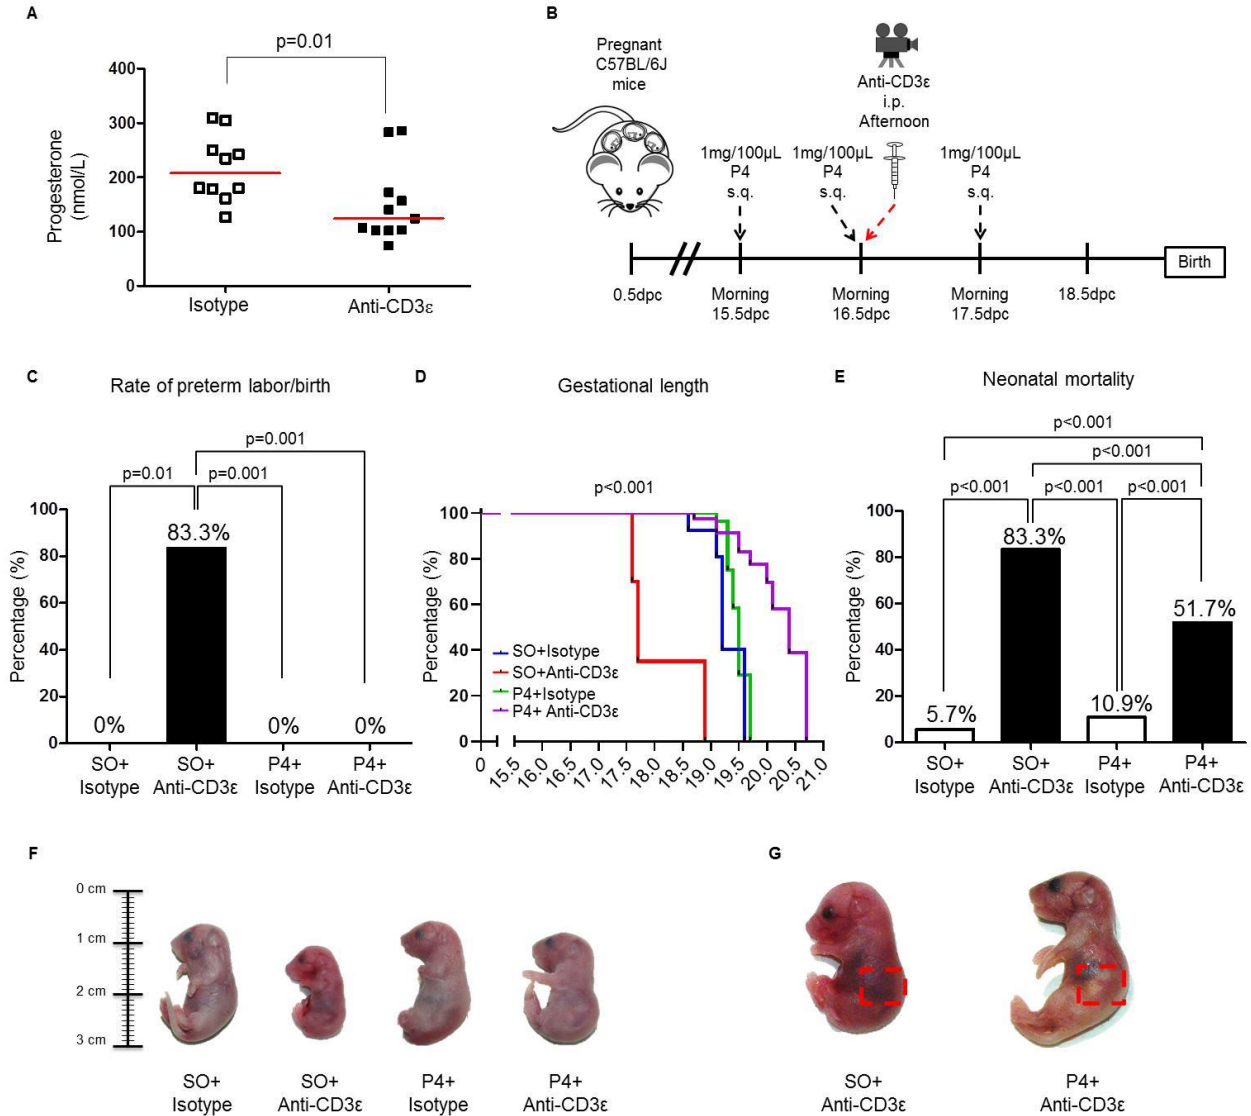 A
p=0.01
Progesterone
(nmol/L)
400
300
200
100
0
Isotype
Anti-CD3ε
B
Pregnant
C57BL/6J
mice
Anti-CD3ε
i.p.
Afternoon
1mg/100µL
P4
s.q.
1mg/100µL
P4
s.q.
1mg/100µL
P4
s.q.
0.5dpc
Morning
15.5dpc
Morning
16.5dpc
Morning
17.5dpc
18.5dpc
Birth
C
Rate of preterm labor/birth
p=0.001
p=0.01
p=0.001
Percentage (%)
100
80
60
40
20
0
0%
83.3%
0%
0%
SO+
Isotype
SO+
Anti-CD3ε
P4+
Isotype
P4+
Anti-CD3ε
D
Gestational length
p<0.001
Percentage (%)
100
80
60
40
20
0
SO+Isotype
SO+Anti-CD3ε
P4+Isotype
P4+ Anti-CD3ε
0
15.5
16.0
16.5
17.0
17.5
18.0
18.5
19.0
19.5
20.0
20.5
21.0
E
Neonatal mortality
p<0.001
p<0.001
p<0.001
p<0.001
p<0.001
Percentage (%)
100
80
60
40
20
0
5.7%
83.3%
10.9%
51.7%
SO+
Isotype
SO+
Anti-CD3ε
P4+
Isotype
P4+
Anti-CD3ε
F
0 cm
1 cm
2 cm
3 cm
SO+
Isotype
SO+
Anti-CD3ε
P4+
Isotype
P4+
Anti-CD3ε
G
SO+
Anti-CD3ε
P4+
Anti-CD3ε